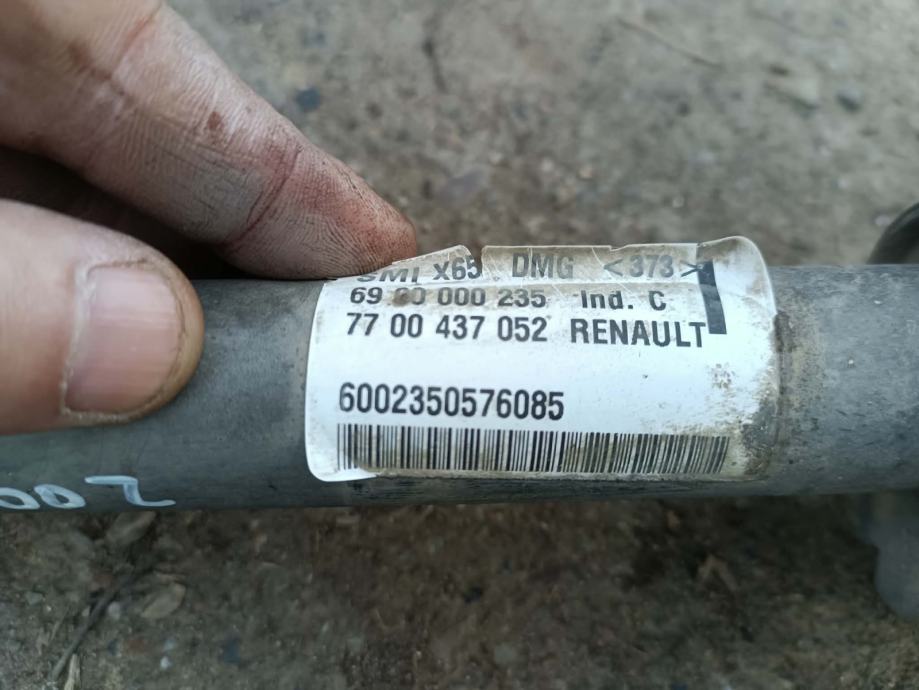 SMI X65 DMG <373>
69 00 000 235 Ind. C
77 00 437 052 RENAULT
6002350576085